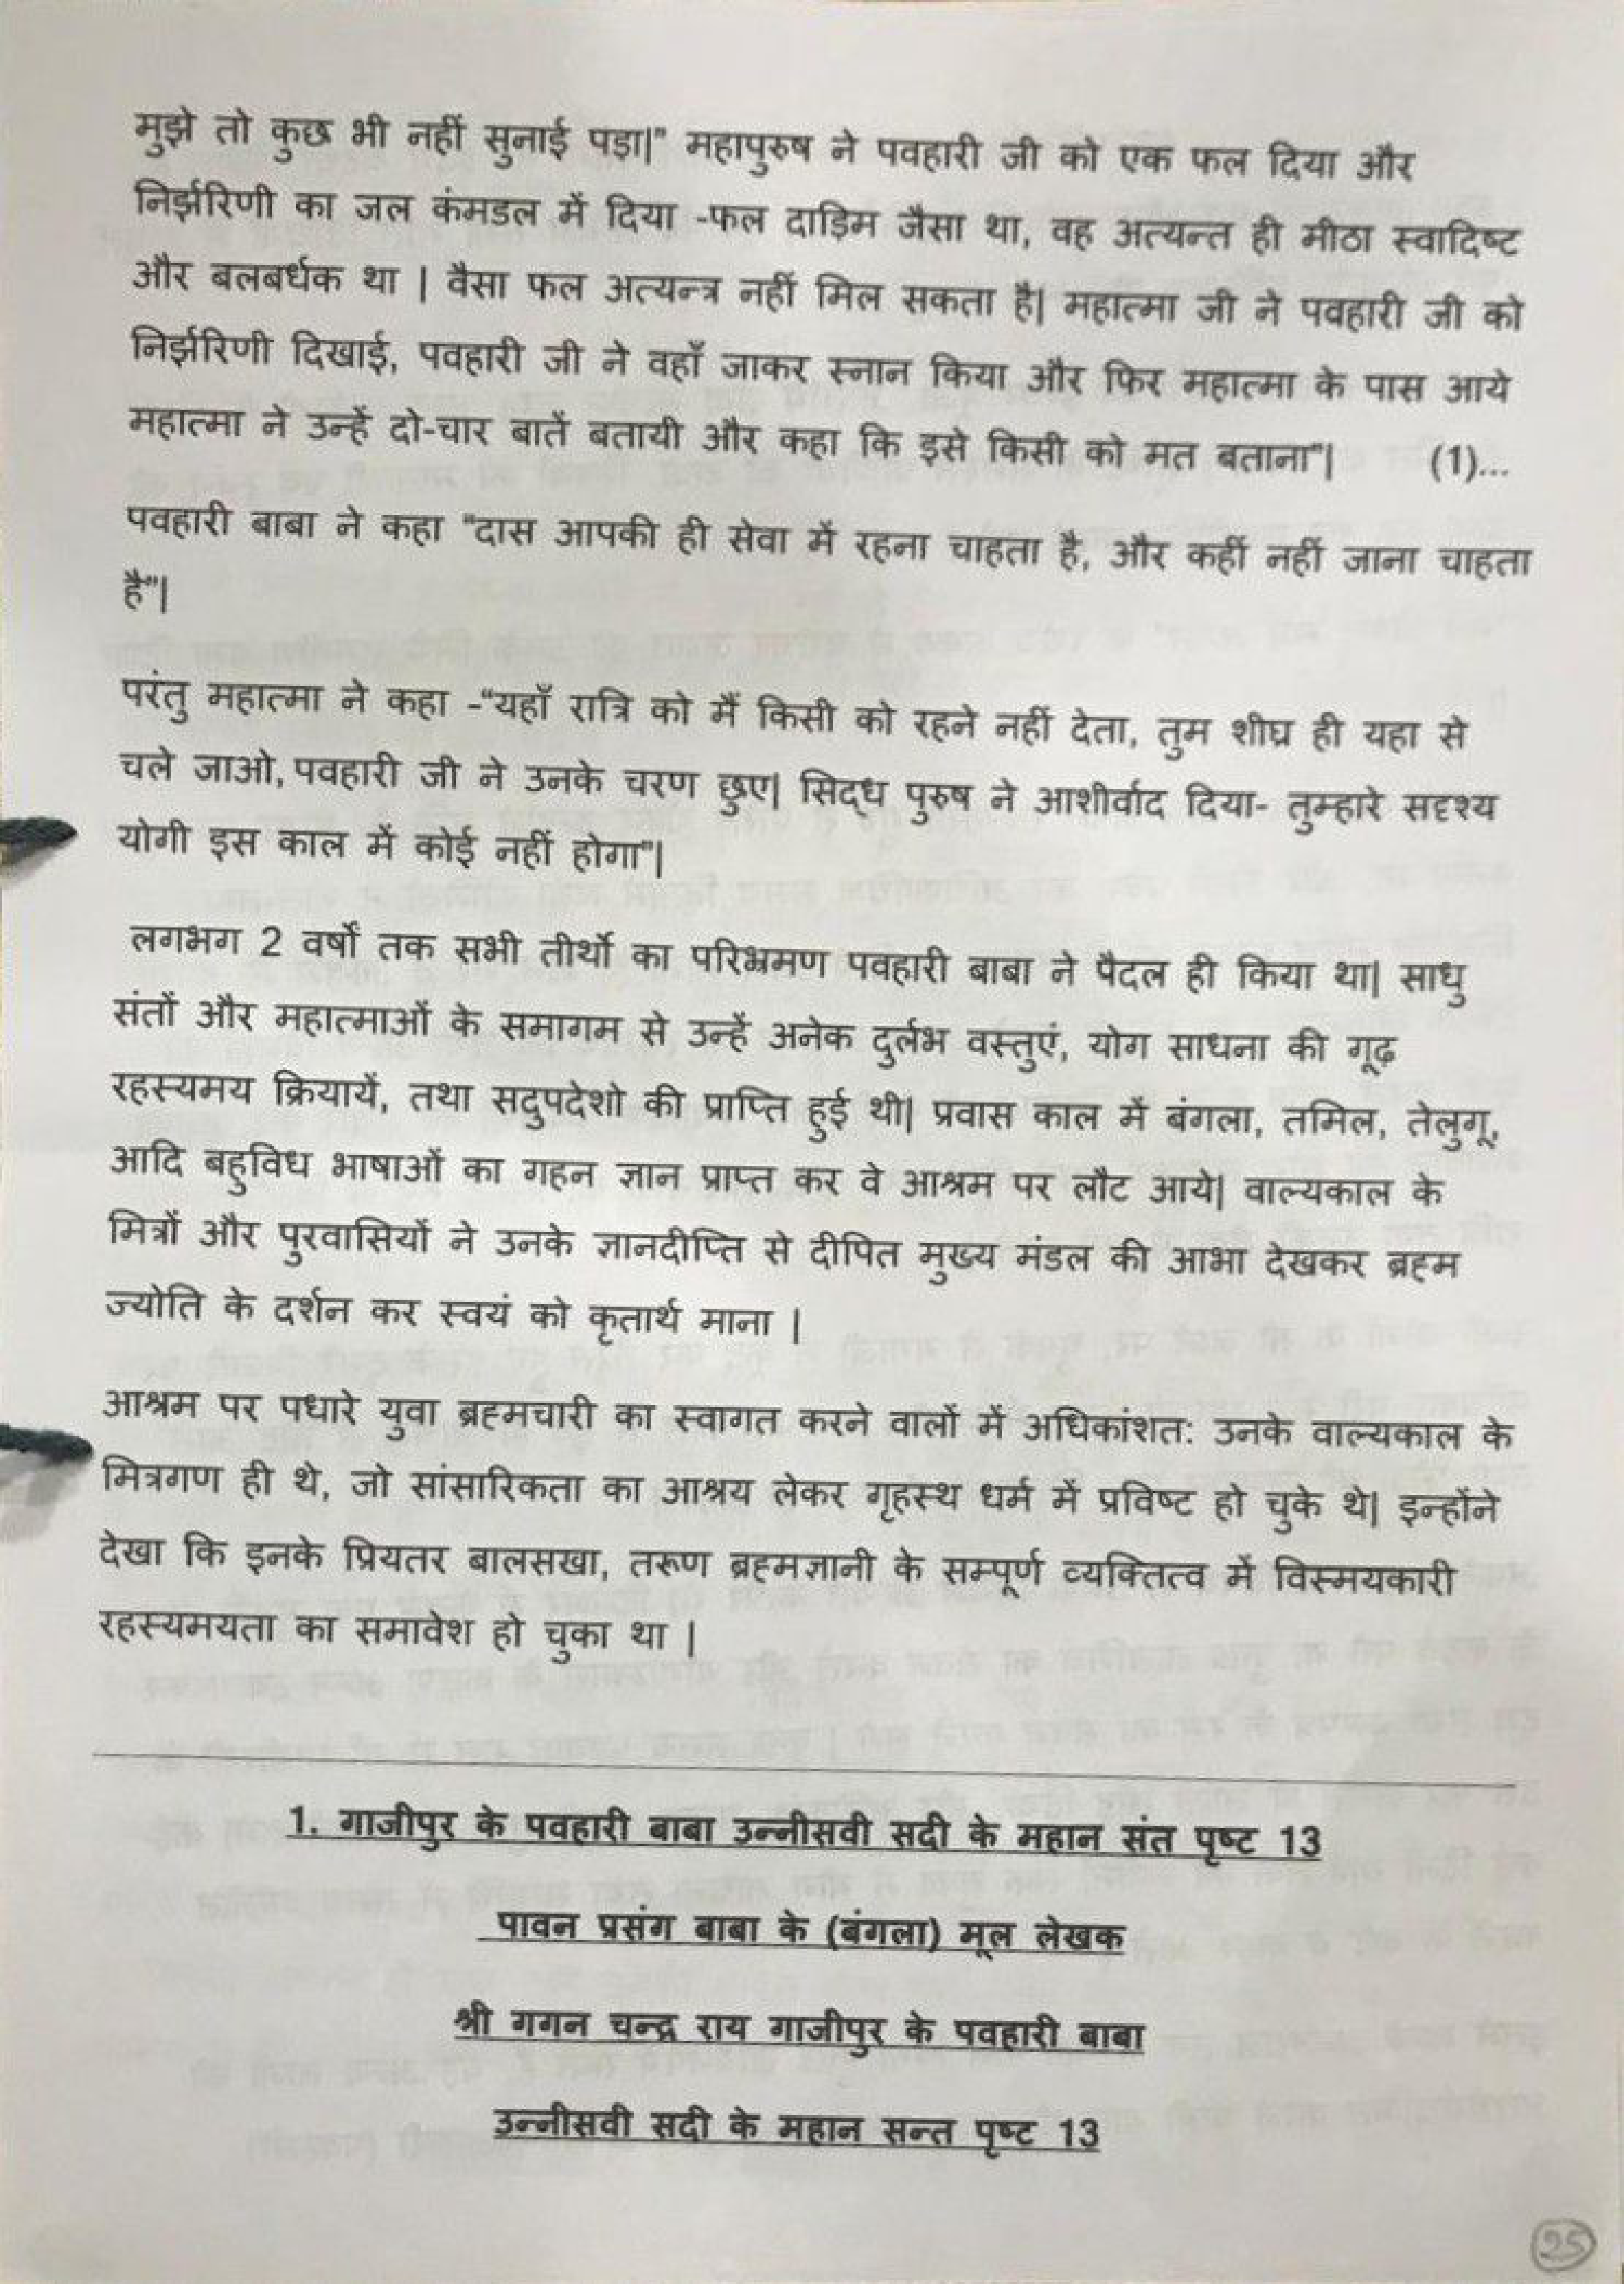 मुझे तो कुछ भी नहीं सुनाई पड़ा|" महापुरुष ने पवहारी जी को एक फल दिया और
निर्झरिणी का जल कंमडल में दिया -फल दाड़िम जैसा था, वह अत्यन्त ही मीठा स्वादिष्ट
और बलबर्धक था | वैसा फल अत्यन्त्र नहीं मिल सकता है| महात्मा जी ने पवहारी जी को
निर्झरिणी दिखाई, पवहारी जी ने वहाँ जाकर स्नान किया और फिर महात्मा के पास आये
महात्मा ने उन्हें दो-चार बातें बतायी और कहा कि इसे किसी को मत बताना"| (1)...
पवहारी बाबा ने कहा "दास आपकी ही सेवा में रहना चाहता है, और कहीं नहीं जाना चाहता
है"|
परंतु महात्मा ने कहा -"यहाँ रात्रि को मैं किसी को रहने नहीं देता, तुम शीघ्र ही यहा से
चले जाओ, पवहारी जी ने उनके चरण छुए| सिद्ध पुरुष ने आशीर्वाद दिया- तुम्हारे सदृश्य
योगी इस काल में कोई नहीं होगा"|
लगभग 2 वर्षों तक सभी तीर्थो का परिभ्रमण पवहारी बाबा ने पैदल ही किया था| साधु
संतों और महात्माओं के समागम से उन्हें अनेक दुर्लभ वस्तुएं, योग साधना की गूढ़
रहस्यमय क्रियायें, तथा सदुपदेशो की प्राप्ति हुई थी| प्रवास काल में बंगला, तमिल, तेलुगू,
आदि बहुविध भाषाओं का गहन ज्ञान प्राप्त कर वे आश्रम पर लौट आये| वाल्यकाल के
मित्रों और पुरवासियों ने उनके ज्ञानदीप्ति से दीपित मुख्य मंडल की आभा देखकर ब्रह्म
ज्योति के दर्शन कर स्वयं को कृतार्थ माना |
आश्रम पर पधारे युवा ब्रह्मचारी का स्वागत करने वालों में अधिकांशत: उनके वाल्यकाल के
मित्रगण ही थे, जो सांसारिकता का आश्रय लेकर गृहस्थ धर्म में प्रविष्ट हो चुके थे| इन्होंने
देखा कि इनके प्रियतर बालसखा, तरूण ब्रह्मज्ञानी के सम्पूर्ण व्यक्तित्व में विस्मयकारी
रहस्यमयता का समावेश हो चुका था |
1. गाजीपुर के पवहारी बाबा उन्नीसवी सदी के महान संत पृष्ट 13
पावन प्रसंग बाबा के (बंगला) मूल लेखक
श्री गगन चन्द्र राय गाजीपुर के पवहारी बाबा
उन्नीसवी सदी के महान सन्त पृष्ट 13
25